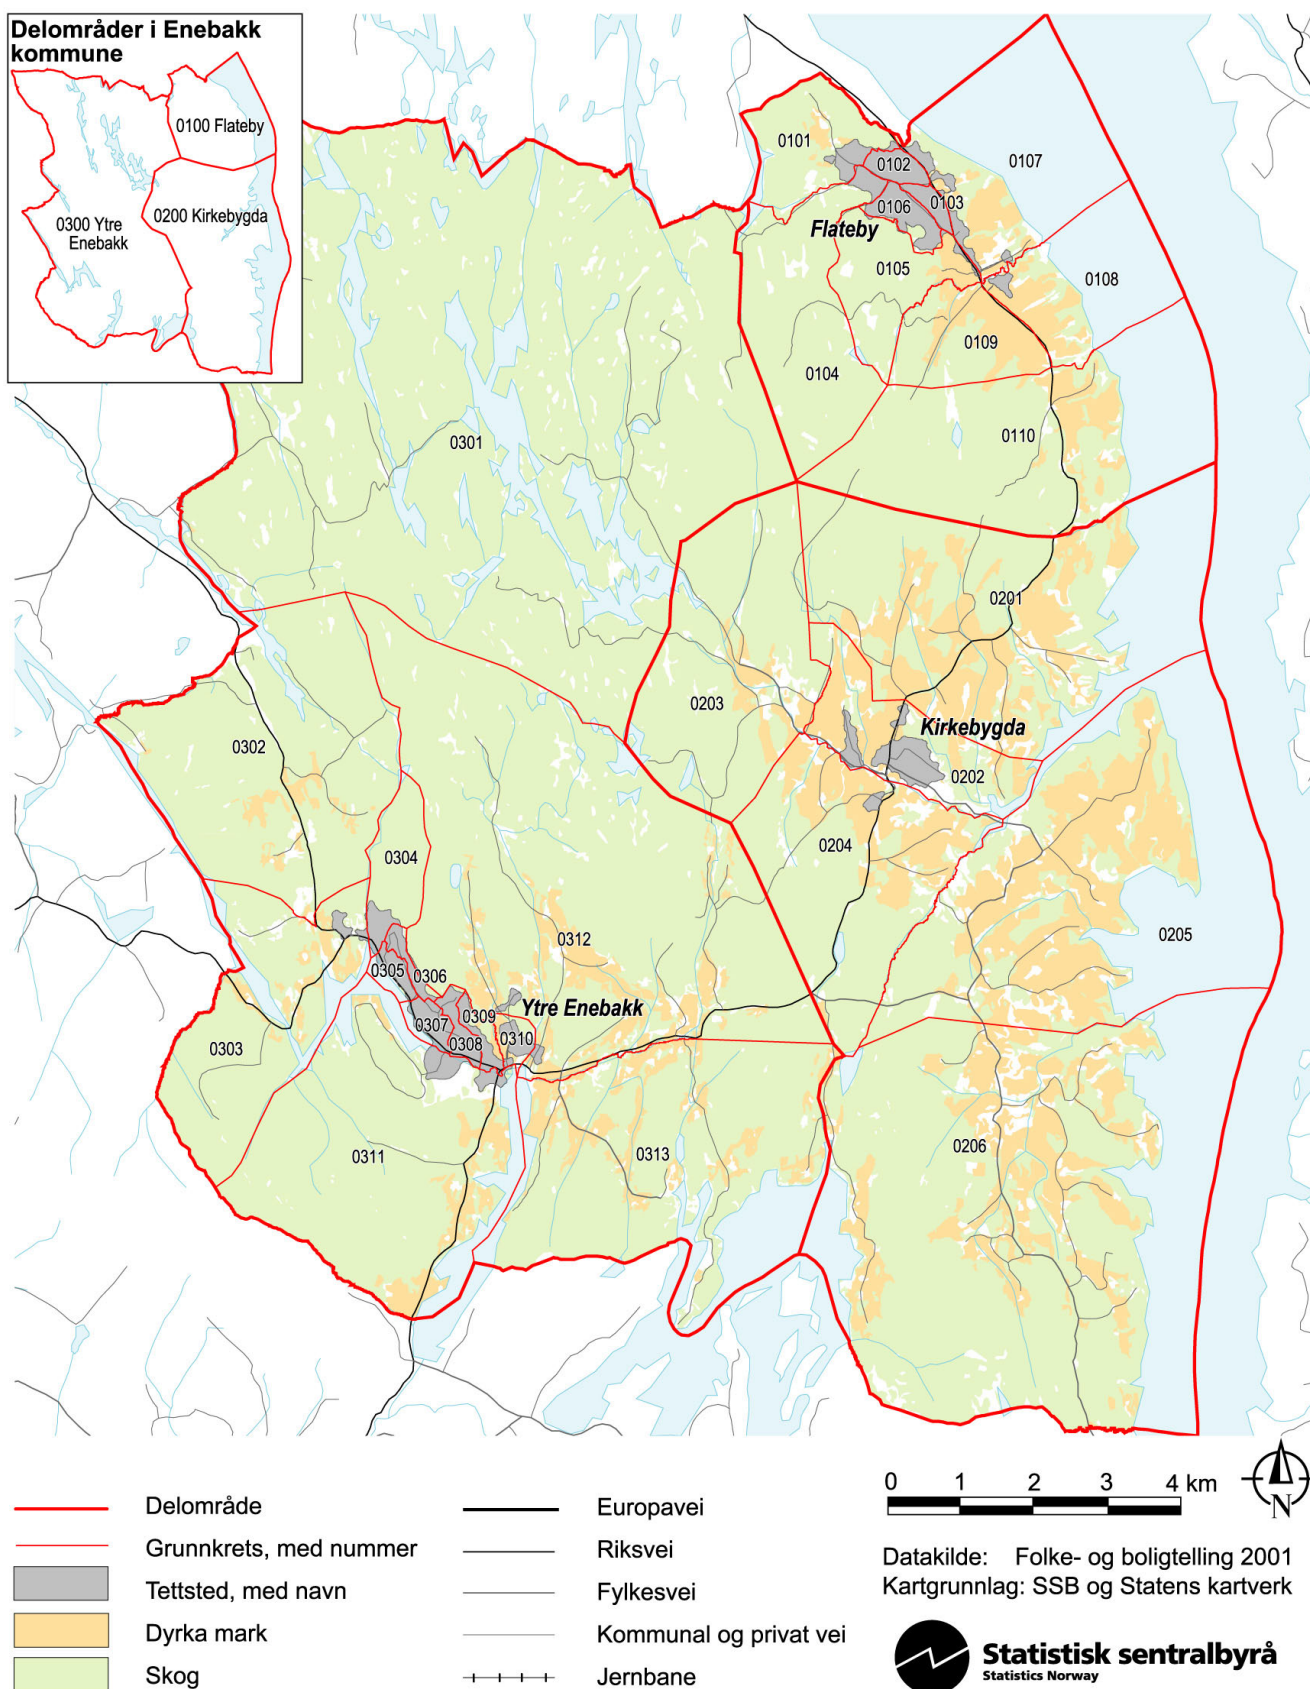 Delområder i Enebakk
kommune
0100 Flateby
0200 Kirkebygda
0300 Ytre
Enebakk
0101
0102
0107
0103
0106
Flateby
0105
0108
0109
0104
0110
0301
0201
0203
Kirkebygda
0302
0202
0204
0304
0312
0205
0305
0306
Ytre Enebakk
0309
0307
0310
0308
0303
0311
0313
0206
Delområde
Grunnkrets, med nummer
Tettsted, med navn
Dyrka mark
Skog
Europavei
Riksvei
Fylkesvei
Kommunal og privat vei
Jernbane
0 1 2 3 4 km
N
Datakilde: Folke- og boligtelling 2001
Kartgrunnlag: SSB og Statens kartverk
Statistisk sentralbyrå
Statistics Norway